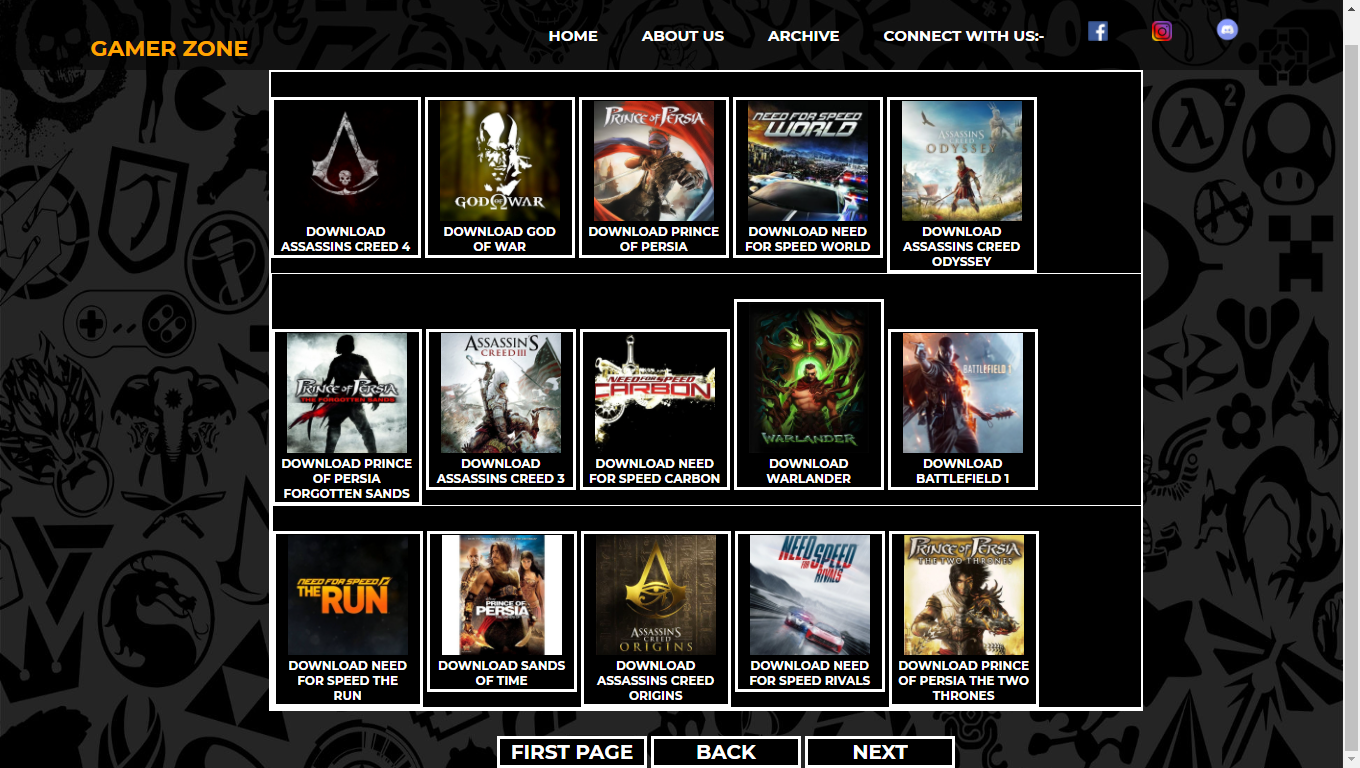 GAMER ZONE
HOME ABOUT US ARCHIVE CONNECT WITH US:-
GOD OF WAR
PRINCE OF PERSIA
NEED FOR SPEED
WORLD
ASSASSIN'S
CREED
ODYSSEY
DOWNLOAD
ASSASSINS CREED 4
DOWNLOAD GOD
OF WAR
DOWNLOAD PRINCE
OF PERSIA
DOWNLOAD NEED
FOR SPEED WORLD
DOWNLOAD
ASSASSINS CREED
ODYSSEY
2
PRINCE OF PERSIA
THE FORGOTTEN SANDS
ASSASSIN'S
CREED III
NEED FOR SPEED
CARBON
WARLANDER
BATTLEFIELD 1
DOWNLOAD PRINCE
OF PERSIA
FORGOTTEN SANDS
DOWNLOAD
ASSASSINS CREED 3
DOWNLOAD NEED
FOR SPEED CARBON
DOWNLOAD
WARLANDER
DOWNLOAD
BATTLEFIELD 1
NEED FOR SPEED
THE RUN
PRINCE OF
PERSIA
ASSASSIN'S
CREED
ORIGINS
NEED
FOR SPEED
RIVALS
PRINCE OF PERSIA
THE TWO THRONES
DOWNLOAD NEED
FOR SPEED THE
RUN
DOWNLOAD SANDS
OF TIME
DOWNLOAD
ASSASSINS CREED
ORIGINS
DOWNLOAD NEED
FOR SPEED RIVALS
DOWNLOAD PRINCE
OF PERSIA THE TWO
THRONES
FIRST PAGE BACK NEXT